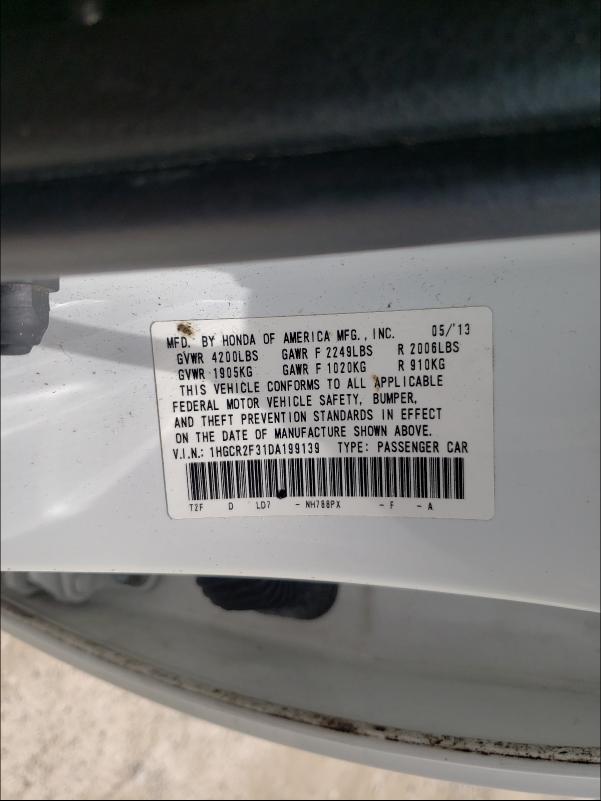 MFD. BY HONDA OF AMERICA MFG., INC. 05/'13
GVWR 4200LBS GAWR F 2249LBS R 2006LBS
GVWR 1905KG GAWR F 1020KG R 910KG
THIS VEHICLE CONFORMS TO ALL APPLICABLE
FEDERAL MOTOR VEHICLE SAFETY, BUMPER,
AND THEFT PREVENTION STANDARDS IN EFFECT
ON THE DATE OF MANUFACTURE SHOWN ABOVE.
V.I.N.: 1HGCR2F31DA199139 TYPE: PASSENGER CAR
T2F D LD7 - NH788PX - F - A